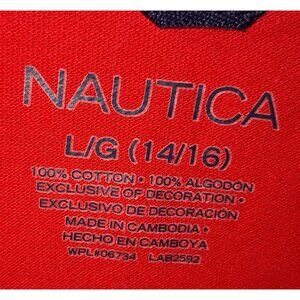 NAUTICA
L/G (14/16)
100% COTTON • 100% ALGODÓN
EXCLUSIVE OF DECORATION •
EXCLUSIVO DE DECORACIÓN
MADE IN CAMBODIA •
HECHO EN CAMBOYA
WPL#06734 LAB2592